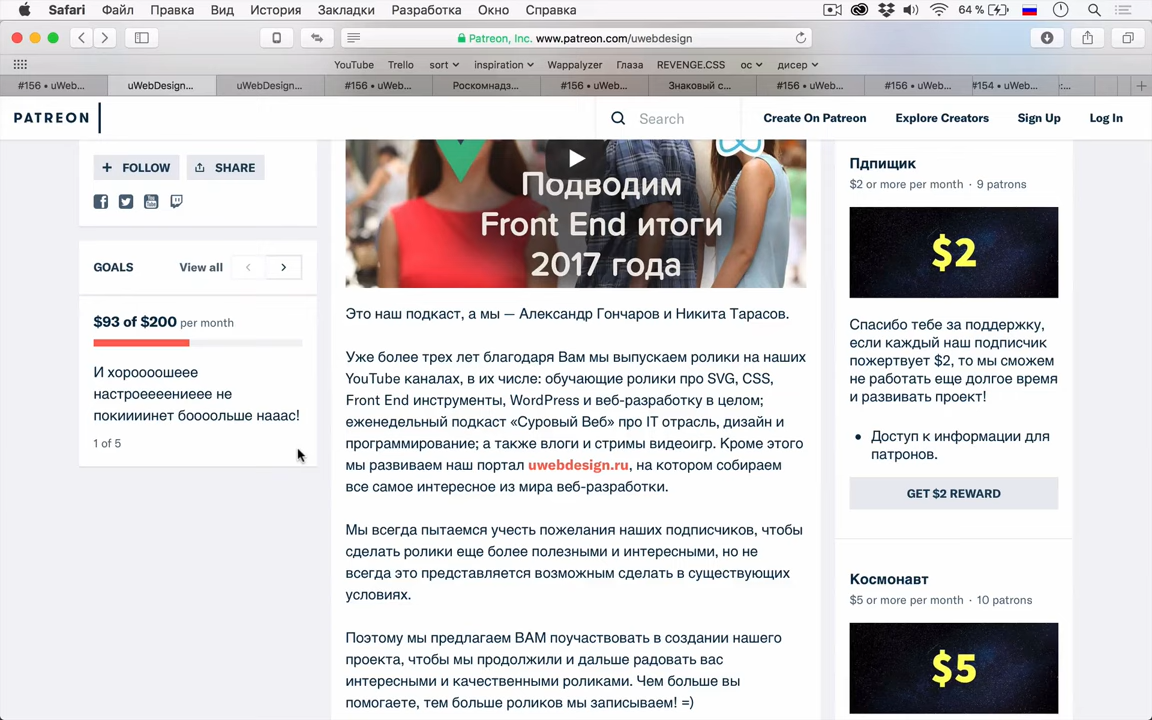 Safari Файл Правка Вид История Закладки Разработка Окно Справка 64 %
Patreon, Inc. www.patreon.com/uwebdesign
YouTube Trello sort inspiration Wappalyzer Глаза REVENGE.CSS ос дисер
#156 • uWeb... uWebDesign... uWebDesign... #156 • uWeb... Роскомнадз... #156 • uWeb... Знаковый с... #156 • uWeb... #156 • uWeb... #154 • uWeb... :...
PATREON Search Create On Patreon Explore Creators Sign Up Log In
+ FOLLOW SHARE
GOALS View all
$93 of $200 per month
И хороооошеее
настроеееениееe не
покиииинет боооольше нааас!
1 of 5
Подводим
Front End итоги
2017 года
Это наш подкаст, а мы — Александр Гончаров и Никита Тарасов.
Уже более трех лет благодаря Вам мы выпускаем ролики на наших
YouTube каналах, в их числе: обучающие ролики про SVG, CSS,
Front End инструменты, WordPress и веб-разработку в целом;
еженедельный подкаст «Суровый Веб» про IT отрасль, дизайн и
программирование; а также влоги и стримы видеоигр. Кроме этого
мы развиваем наш портал uwebdesign.ru, на котором собираем
все самое интересное из мира веб-разработки.
Мы всегда пытаемся учесть пожелания наших подписчиков, чтобы
сделать ролики еще более полезными и интересными, но не
всегда это представляется возможным сделать в существующих
условиях.
Поэтому мы предлагаем ВАМ поучаствовать в создании нашего
проекта, чтобы мы продолжили и дальше радовать вас
интересными и качественными роликами. Чем больше вы
помогаете, тем больше роликов мы записываем! =)
Пдпищик
$2 or more per month · 9 patrons
$2
Спасибо тебе за поддержку,
если каждый наш подписчик
пожертвует $2, то мы сможем
не работать еще долгое время
и развивать проект!
• Доступ к информации для
патронов.
GET $2 REWARD
Космонавт
$5 or more per month · 10 patrons
$5